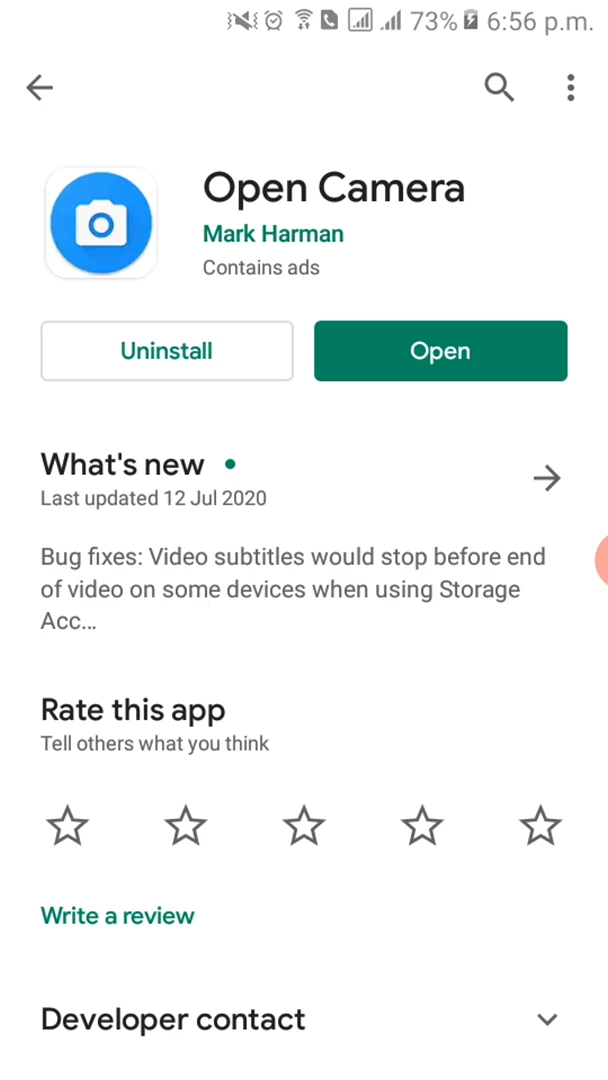 73% 6:56 p.m.
Open Camera
Mark Harman
Contains ads
Uninstall
Open
What's new
Last updated 12 Jul 2020
Bug fixes: Video subtitles would stop before end
of video on some devices when using Storage
Acc...
Rate this app
Tell others what you think
Write a review
Developer contact